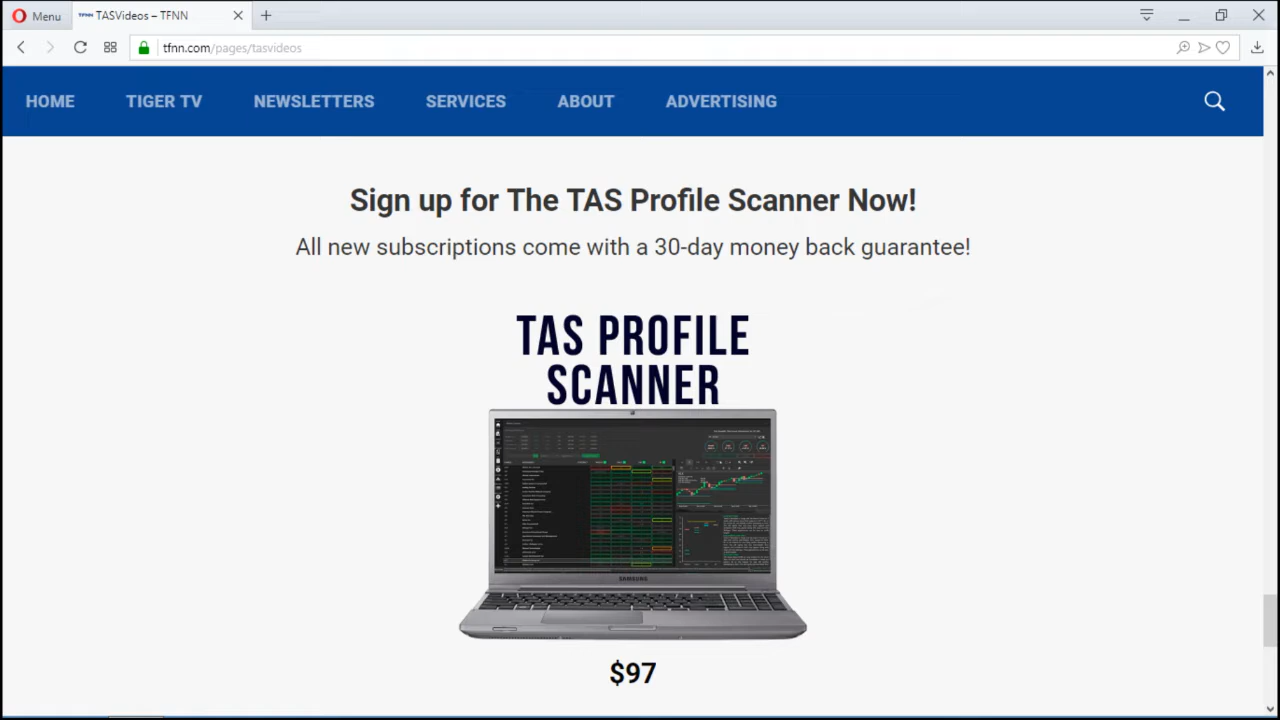 Menu
TFNN TASVideos – TFNN
tfnn.com/pages/tasvideos
HOME
TIGER TV
NEWSLETTERS
SERVICES
ABOUT
ADVERTISING
Sign up for The TAS Profile Scanner Now!
All new subscriptions come with a 30-day money back guarantee!
TAS PROFILE
SCANNER
SAMSUNG
$97